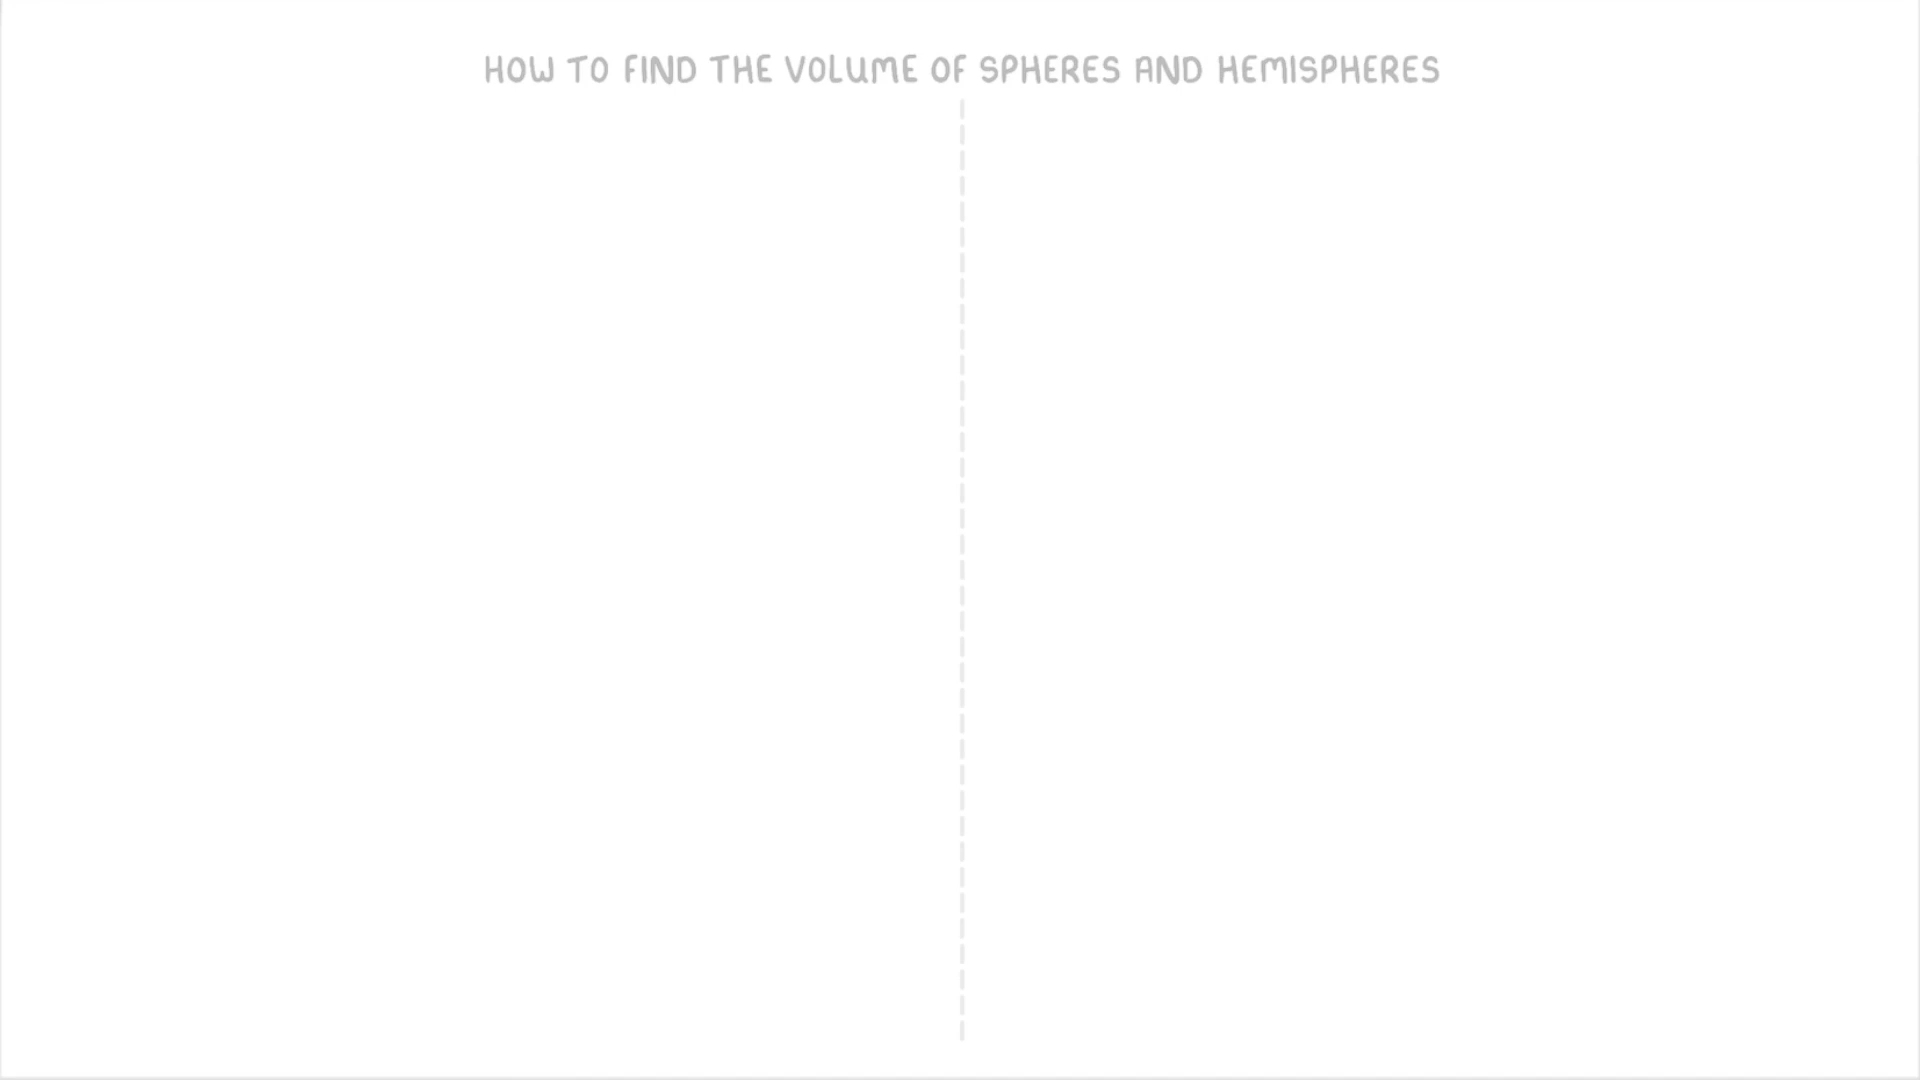 HOW TO FIND THE VOLUME OF SPHERES AND HEMISPHERES